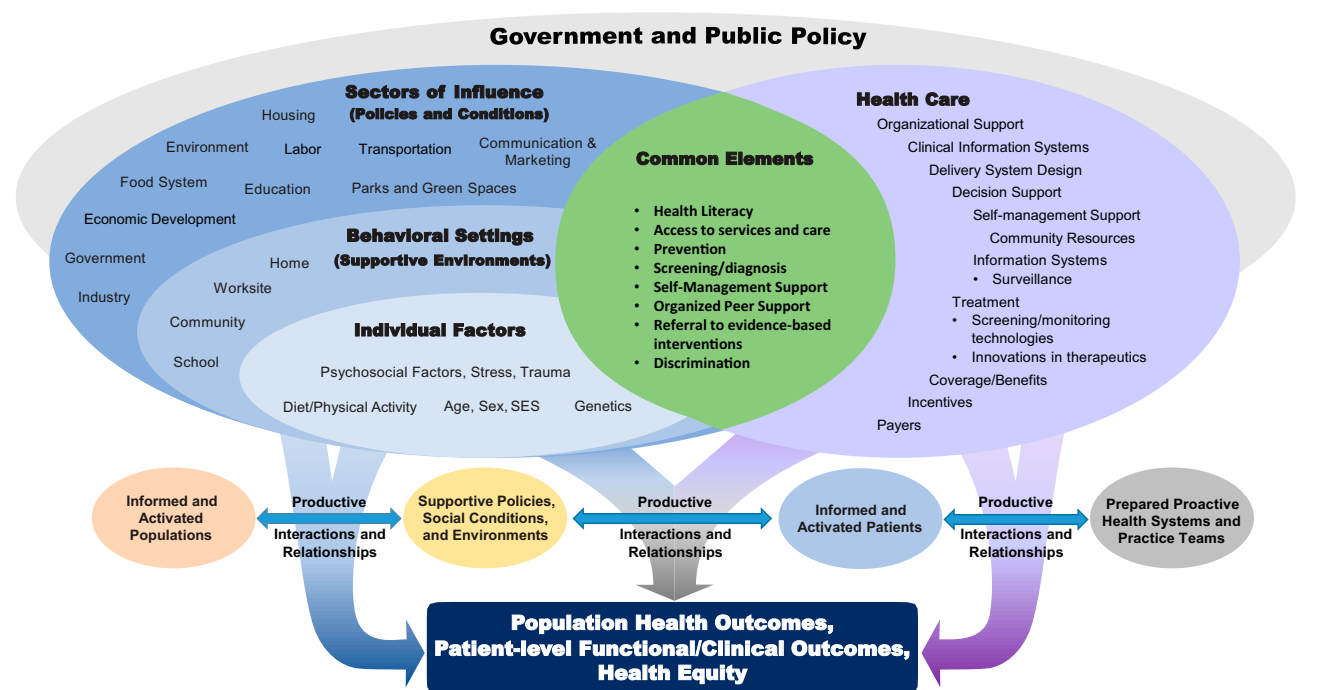 Government and Public Policy
Sectors of Influence
(Policies and Conditions)
Housing
Environment
Labor
Transportation
Communication &
Marketing
Food System
Education
Parks and Green Spaces
Economic Development
Government
Industry
Behavioral Settings
(Supportive Environments)
Home
Worksite
Community
School
Individual Factors
Psychosocial Factors, Stress, Trauma
Diet/Physical Activity
Age, Sex, SES
Genetics
Common Elements
• Health Literacy
• Access to services and care
• Prevention
• Screening/diagnosis
• Self-Management Support
• Organized Peer Support
• Referral to evidence-based
interventions
• Discrimination
Health Care
Organizational Support
Clinical Information Systems
Delivery System Design
Decision Support
Self-management Support
Community Resources
Information Systems
• Surveillance
Treatment
• Screening/monitoring
technologies
• Innovations in therapeutics
Coverage/Benefits
Incentives
Payers
Informed and
Activated
Populations
Productive
Interactions and
Relationships
Supportive Policies,
Social Conditions,
and Environments
Productive
Interactions and
Relationships
Informed and
Activated Patients
Productive
Interactions and
Relationships
Prepared Proactive
Health Systems and
Practice Teams
Population Health Outcomes,
Patient-level Functional/Clinical Outcomes,
Health Equity